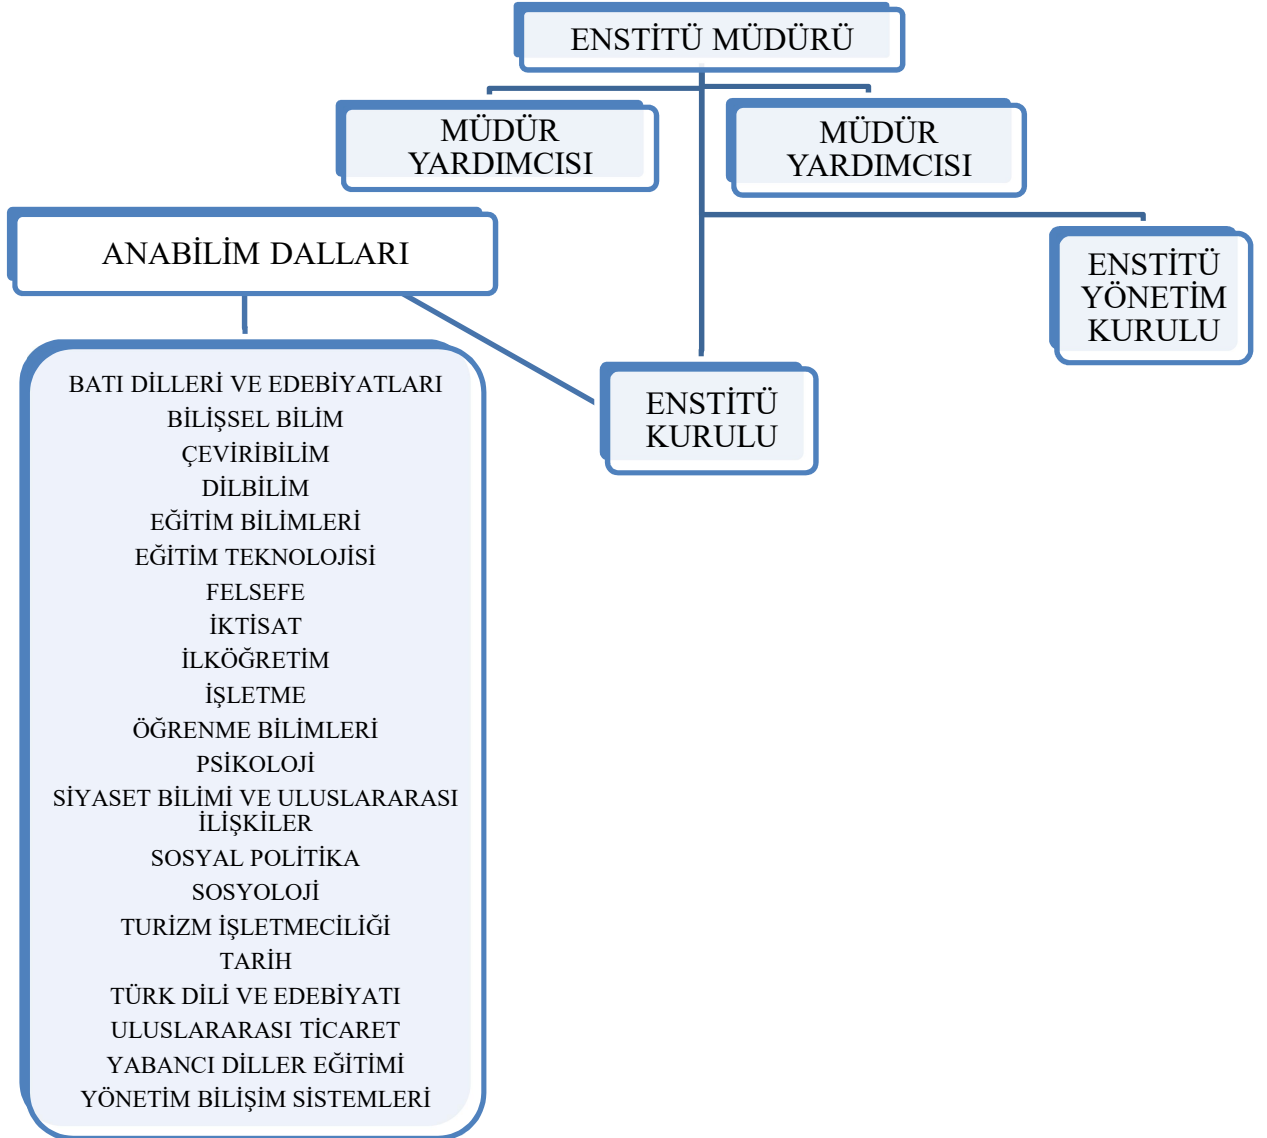 ENSTİTÜ MÜDÜRÜ
MÜDÜR
YARDIMCISI
MÜDÜR
YARDIMCISI
ANABİLİM DALLARI
ENSTİTÜ
YÖNETİM
KURULU
ENSTİTÜ
KURULU
BATI DİLLERİ VE EDEBİYATLARI
BİLİŞSEL BİLİM
ÇEVİRİBİLİM
DİLBİLİM
EĞİTİM BİLİMLERİ
EĞİTİM TEKNOLOJİSİ
FELSEFE
İKTİSAT
İLKÖĞRETİM
İŞLETME
ÖĞRENME BİLİMLERİ
PSİKOLOJİ
SİYASET BİLİMİ VE ULUSLARARASI
İLİŞKİLER
SOSYAL POLİTİKA
SOSYOLOJİ
TURİZM İŞLETMECİLİĞİ
TARİH
TÜRK DİLİ VE EDEBİYATI
ULUSLARARASI TİCARET
YABANCI DİLLER EĞİTİMİ
YÖNETİM BİLİŞİM SİSTEMLERİ